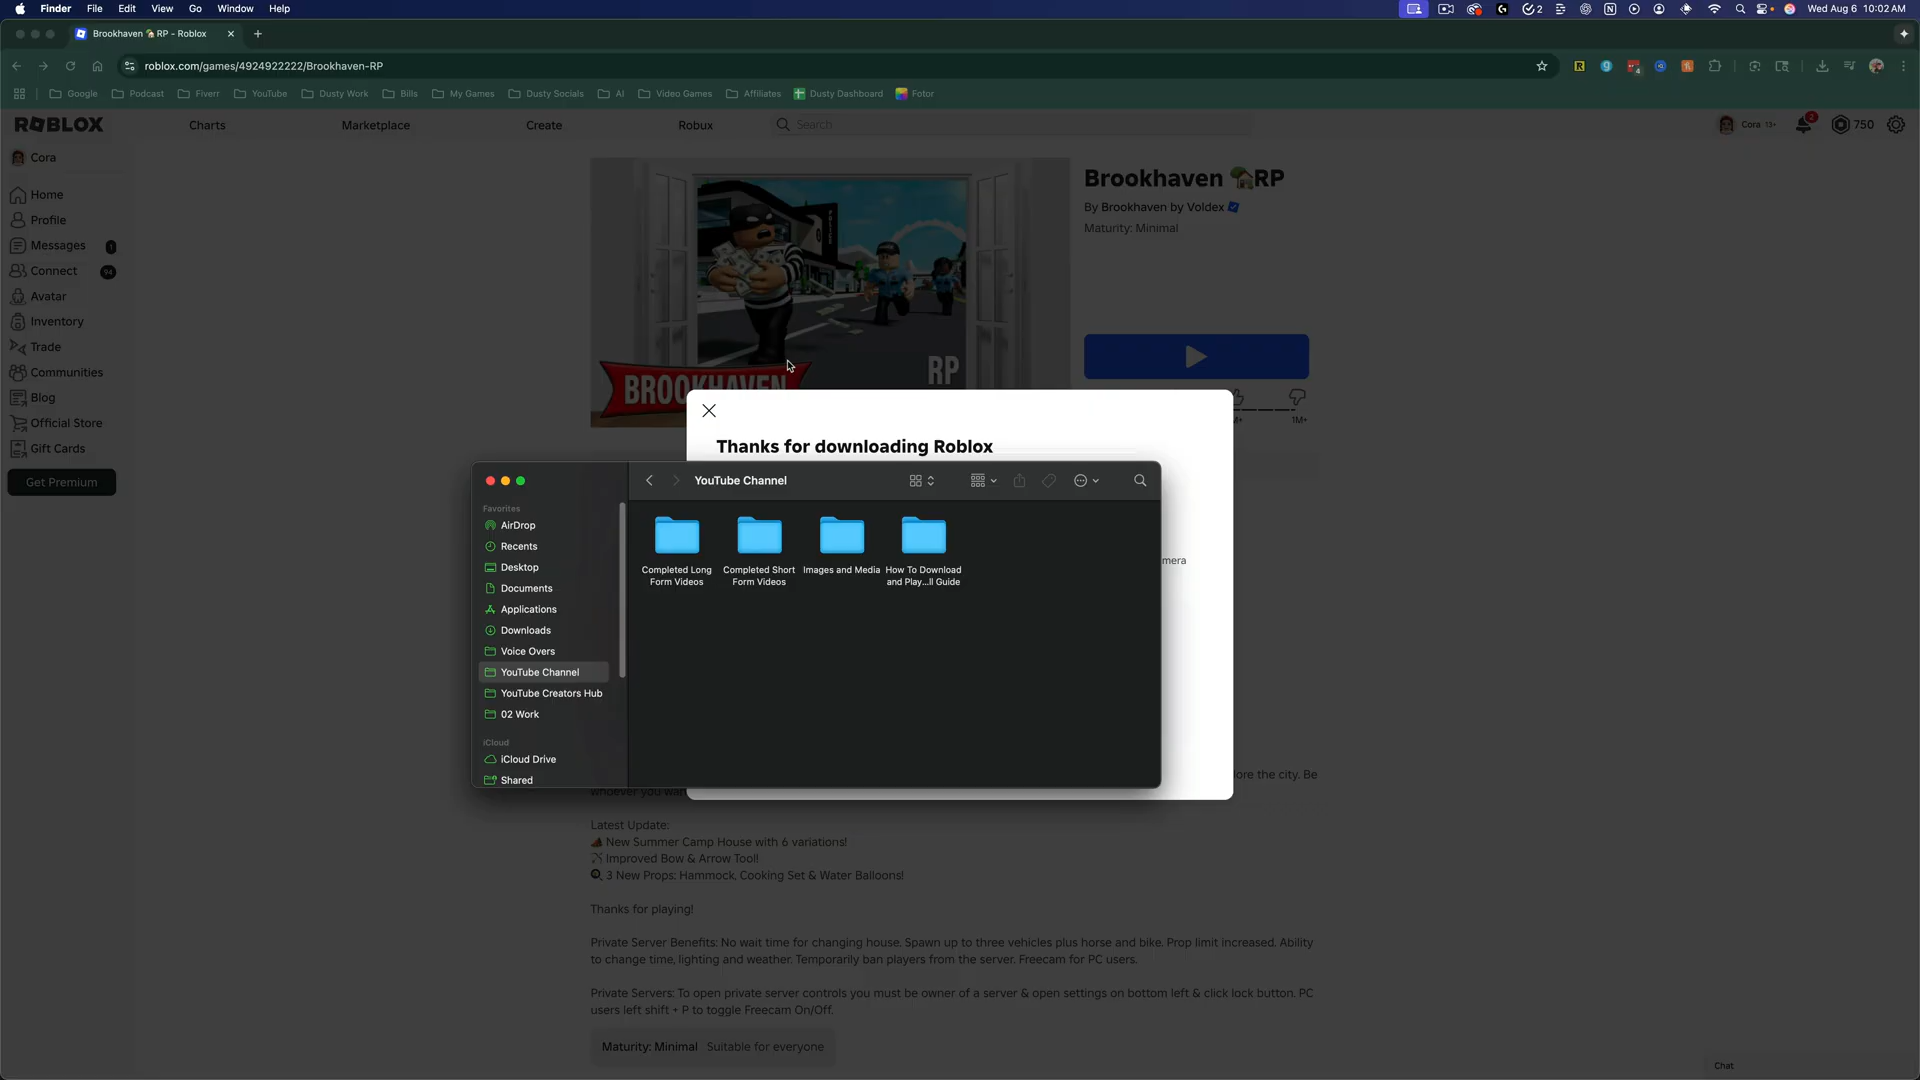 Finder File Edit View Go Window Help
2
Wed Aug 6 10:02 AM
Brookhaven 🏡RP - Roblox
roblox.com/games/4924922222/Brookhaven-RP
Google Podcast Fiverr YouTube Dusty Work Bills My Games Dusty Socials AI Video Games Affiliates Dusty Dashboard Fotor
ROBLOX Charts Marketplace Create Robux Search Cora 13+ 2 750
Cora
Home
Profile
Messages 1
Connect 94
Avatar
Inventory
Trade
Communities
Blog
Official Store
Gift Cards
Get Premium
POLICE
BROOKHAVEN
RP
Brookhaven 🏡RP
By Brookhaven by Voldex
Maturity: Minimal
M+ 1M+
Thanks for downloading Roblox
mera
YouTube Channel
Favorites
AirDrop
Recents
Desktop
Documents
Applications
Downloads
Voice Overs
YouTube Channel
YouTube Creators Hub
02 Work
iCloud
iCloud Drive
Shared
Completed Long
Form Videos
Completed Short
Form Videos
Images and Media
How To Download
and Play...ll Guide
lore the city. Be
whoever you wan
Latest Update:
🏕 New Summer Camp House with 6 variations!
🏹 Improved Bow & Arrow Tool!
🔍 3 New Props: Hammock, Cooking Set & Water Balloons!
Thanks for playing!
Private Server Benefits: No wait time for changing house. Spawn up to three vehicles plus horse and bike. Prop limit increased. Ability
to change time, lighting and weather. Temporarily ban players from the server. Freecam for PC users.
Private Servers: To open private server controls you must be owner of a server & open settings on bottom left & click lock button. PC
users left shift + P to toggle Freecam On/Off.
Maturity: Minimal Suitable for everyone
Chat